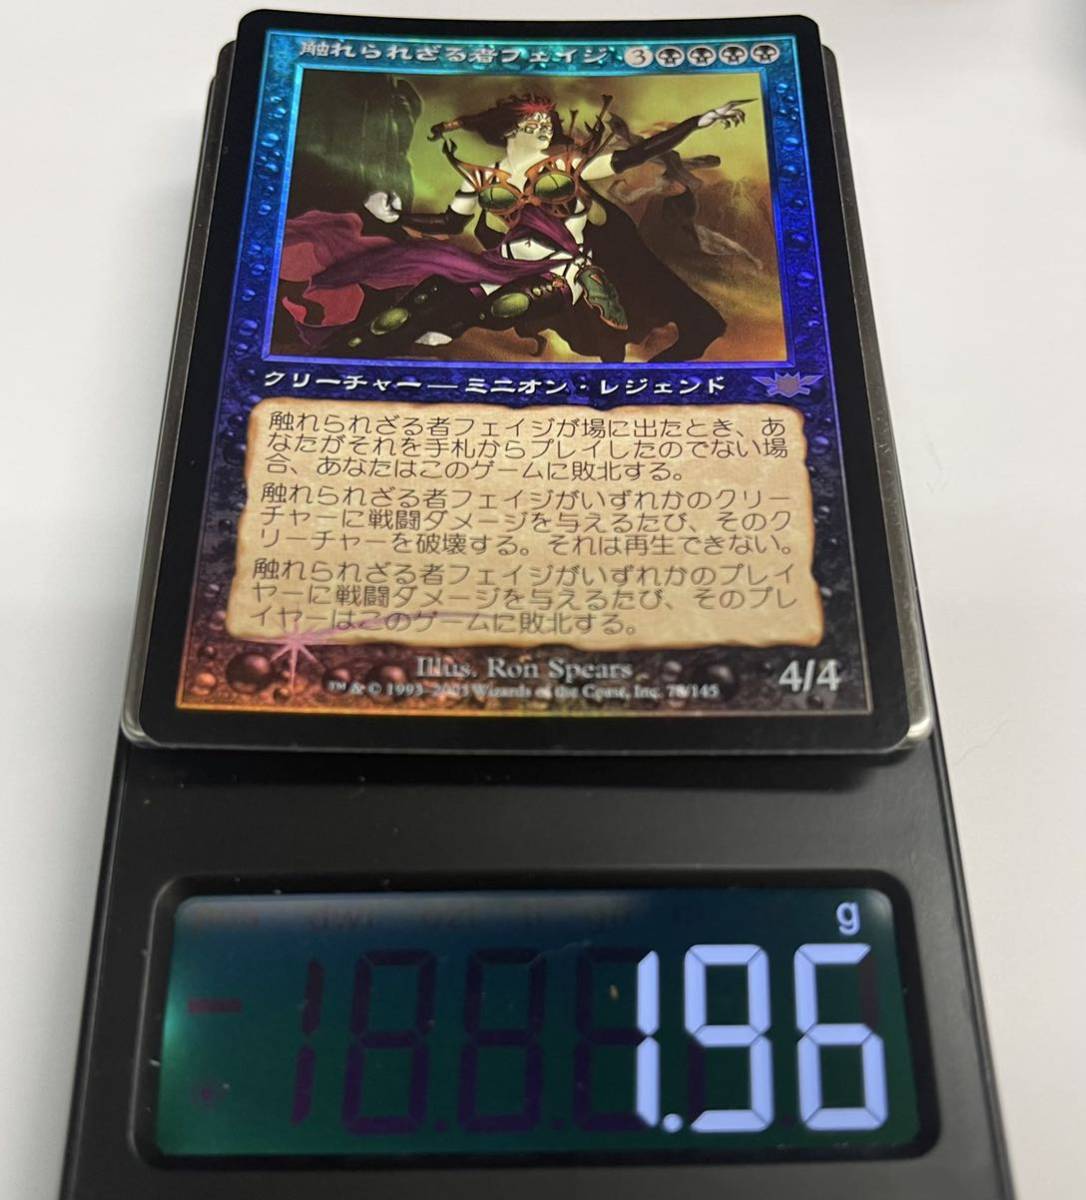 触れられざる者フェイジ 3
クリーチャー — ミニオン・レジェンド
触れられざる者フェイジが場に出たとき、あ
なたがそれを手札からプレイしたのでない場
合、あなたはこのゲームに敗北する。
触れられざる者フェイジがいずれかのクリー
チャーに戦闘ダメージを与えるたび、そのク
リーチャーを破壊する。それは再生できない。
触れられざる者フェイジがいずれかのプレイ
ヤーに戦闘ダメージを与えるたび、そのプレ
イヤーはこのゲームに敗北する。
Illus. Ron Spears
4/4
™ & © 1993–2003 Wizards of the Coast, Inc. 78/145
g
1.96